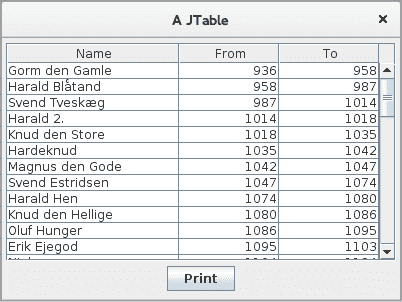 A JTable
Name From To
Gorm den Gamle 936 958
Harald Blåtand 958 987
Svend Tveskæg 987 1014
Harald 2. 1014 1018
Knud den Store 1018 1035
Hardeknud 1035 1042
Magnus den Gode 1042 1047
Svend Estridsen 1047 1074
Harald Hen 1074 1080
Knud den Hellige 1080 1086
Oluf Hunger 1086 1095
Erik Ejegod 1095 1103
Print